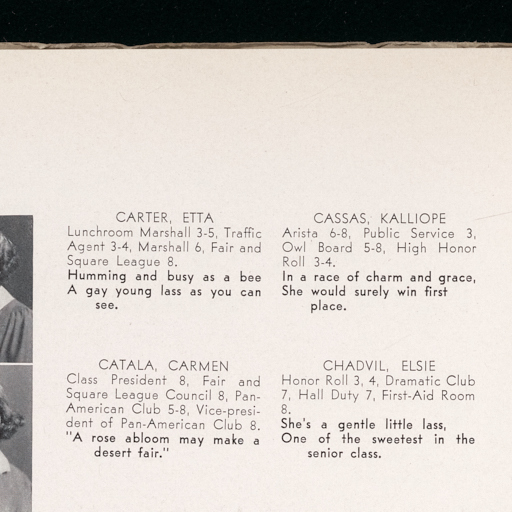 CARTER, ETTA
Lunchroom Marshall 3-5, Traffic
Agent 3-4, Marshall 6, Fair and
Square League 8.
Humming and busy as a bee
A gay young lass as you can
see.
CATALA, CARMEN
Class President 8, Fair and
Square League Council 8, Pan-
American Club 5-8, Vice-presi-
dent of Pan-American Club 8.
"A rose abloom may make a
desert fair."
CASSAS, KALLIOPE
Arista 6-8, Public Service 3,
Owl Board 5-8, High Honor
Roll 3-4.
In a race of charm and grace,
She would surely win first
place.
CHADVIL, ELSIE
Honor Roll 3, 4, Dramatic Club
7, Hall Duty 7, First-Aid Room
8.
She's a gentle little lass,
One of the sweetest in the
senior class.